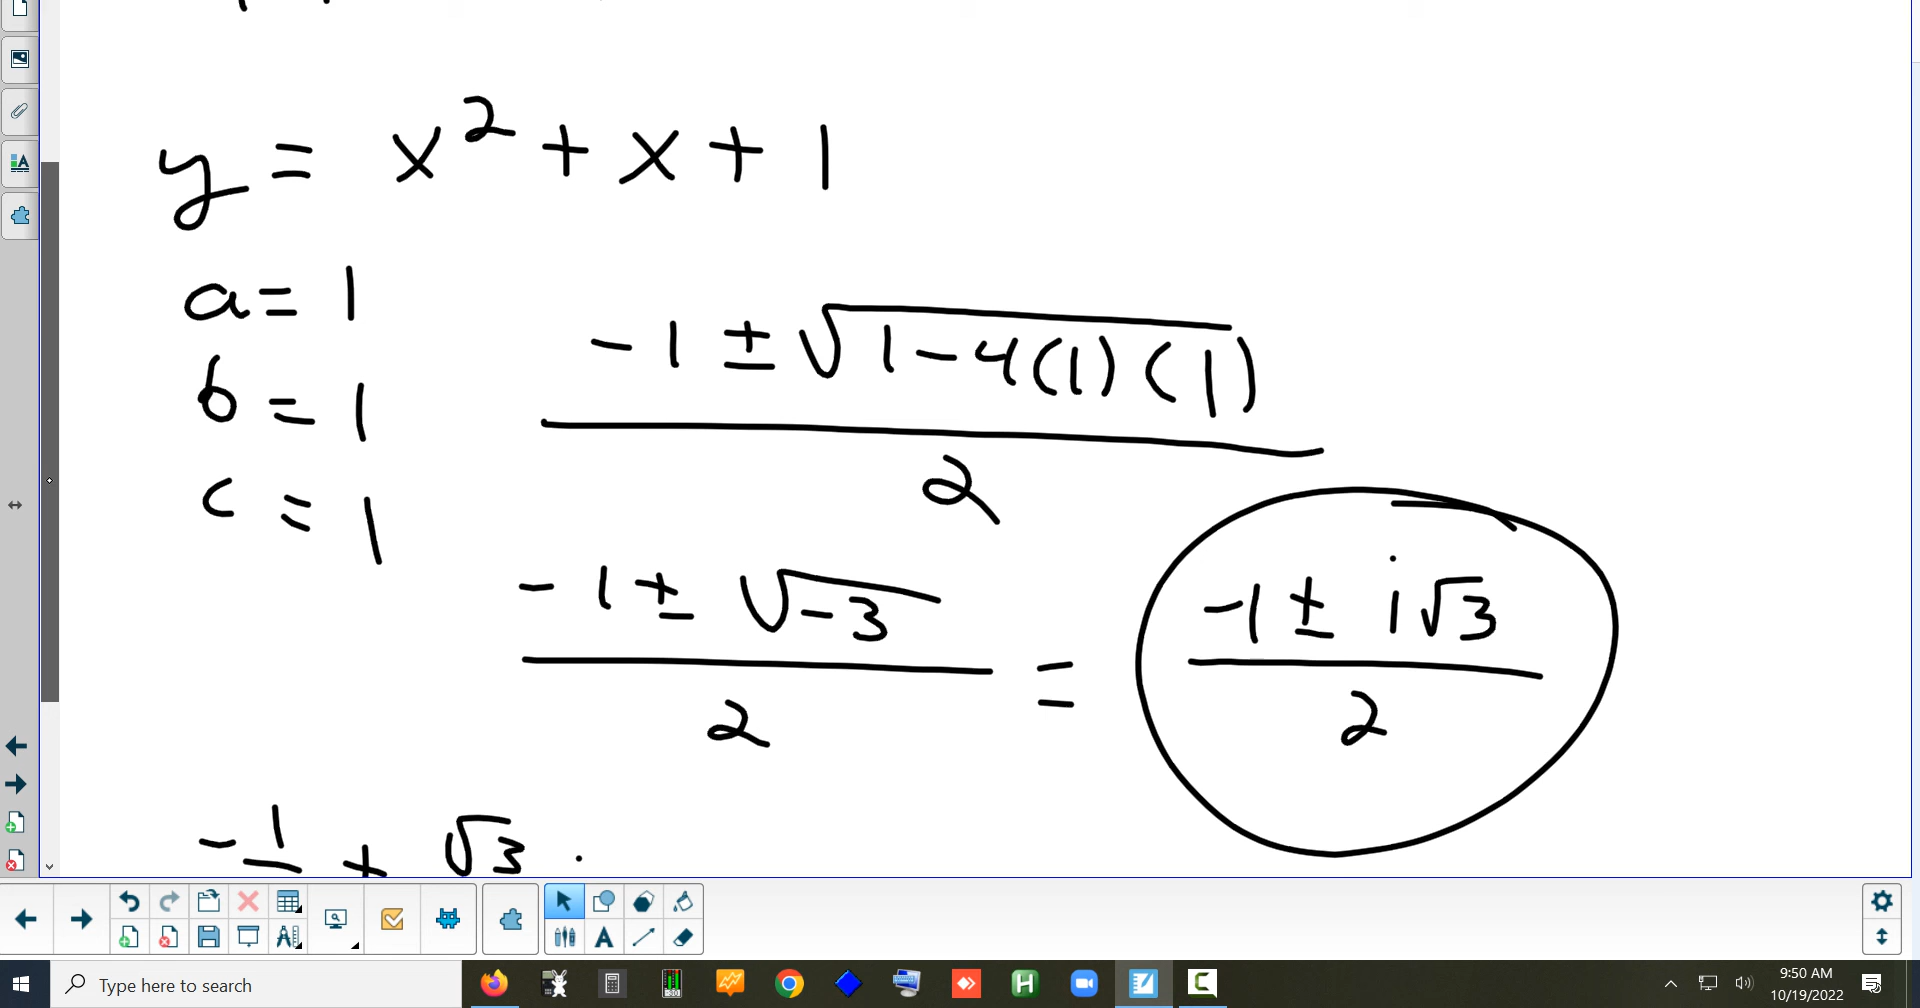 y = x² + x + 1
a = 1
b = 1
c = 1
-1 ± √1-4(1)(1)
2
-1 ± √-3
2
=
-1 ± i√3
2
-1 + √3 .
Type here to search
9:50 AM
10/19/2022